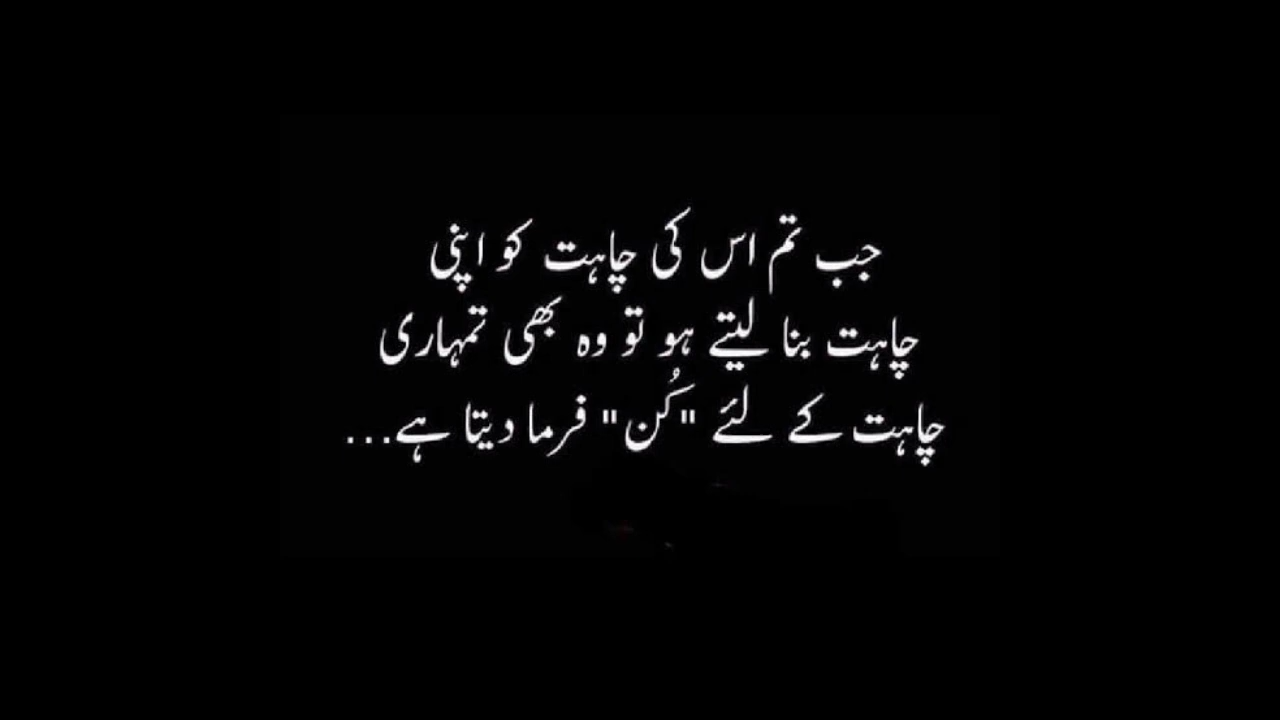 جب تم اس کی چاہت کو اپنی
چاہت بنا لیتے ہو تو وہ بھی تمہاری
چاہت کے لئے "کُن" فرما دیتا ہے...